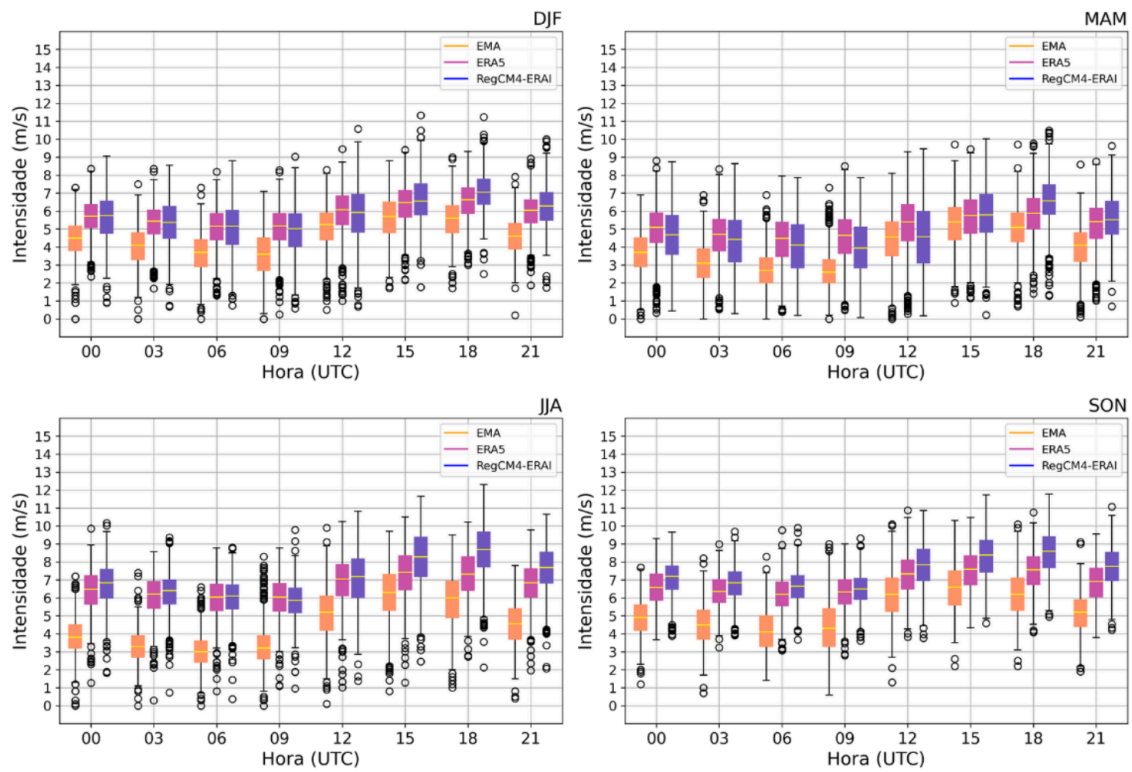 DJF
15
14
13
12
11
10
9
8
7
6
5
4
3
2
1
0
Intensidade (m/s)
EMA
ERA5
RegCM4-ERAI
00 03 06 09 12 15 18 21
Hora (UTC)
MAM
15
14
13
12
11
10
9
8
7
6
5
4
3
2
1
0
Intensidade (m/s)
EMA
ERA5
RegCM4-ERAI
00 03 06 09 12 15 18 21
Hora (UTC)
JJA
15
14
13
12
11
10
9
8
7
6
5
4
3
2
1
0
Intensidade (m/s)
EMA
ERA5
RegCM4-ERAI
00 03 06 09 12 15 18 21
Hora (UTC)
SON
15
14
13
12
11
10
9
8
7
6
5
4
3
2
1
0
Intensidade (m/s)
EMA
ERA5
RegCM4-ERAI
00 03 06 09 12 15 18 21
Hora (UTC)